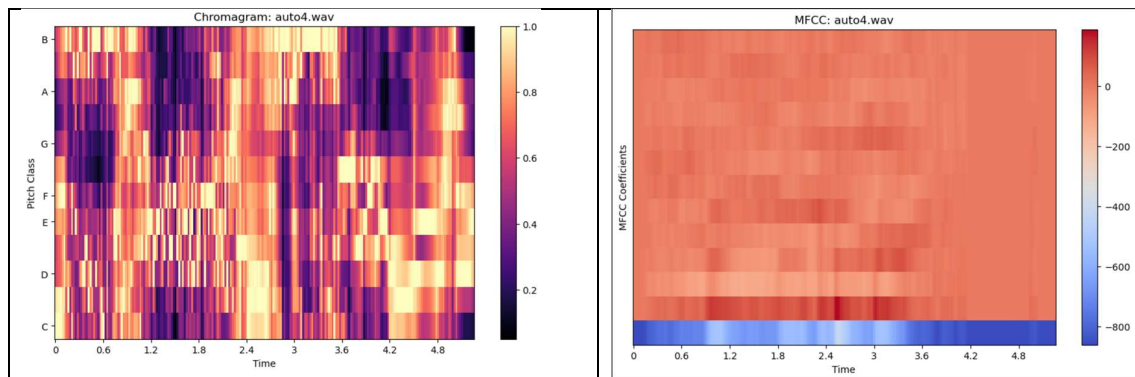 Chromagram: auto4.wav
Pitch Class
B
A
G
F
E
D
C
0 0.6 1.2 1.8 2.4 3 3.6 4.2 4.8
Time
1.0
0.8
0.6
0.4
0.2
MFCC: auto4.wav
MFCC Coefficients
0 0.6 1.2 1.8 2.4 3 3.6 4.2 4.8
Time
0
−200
−400
−600
−800